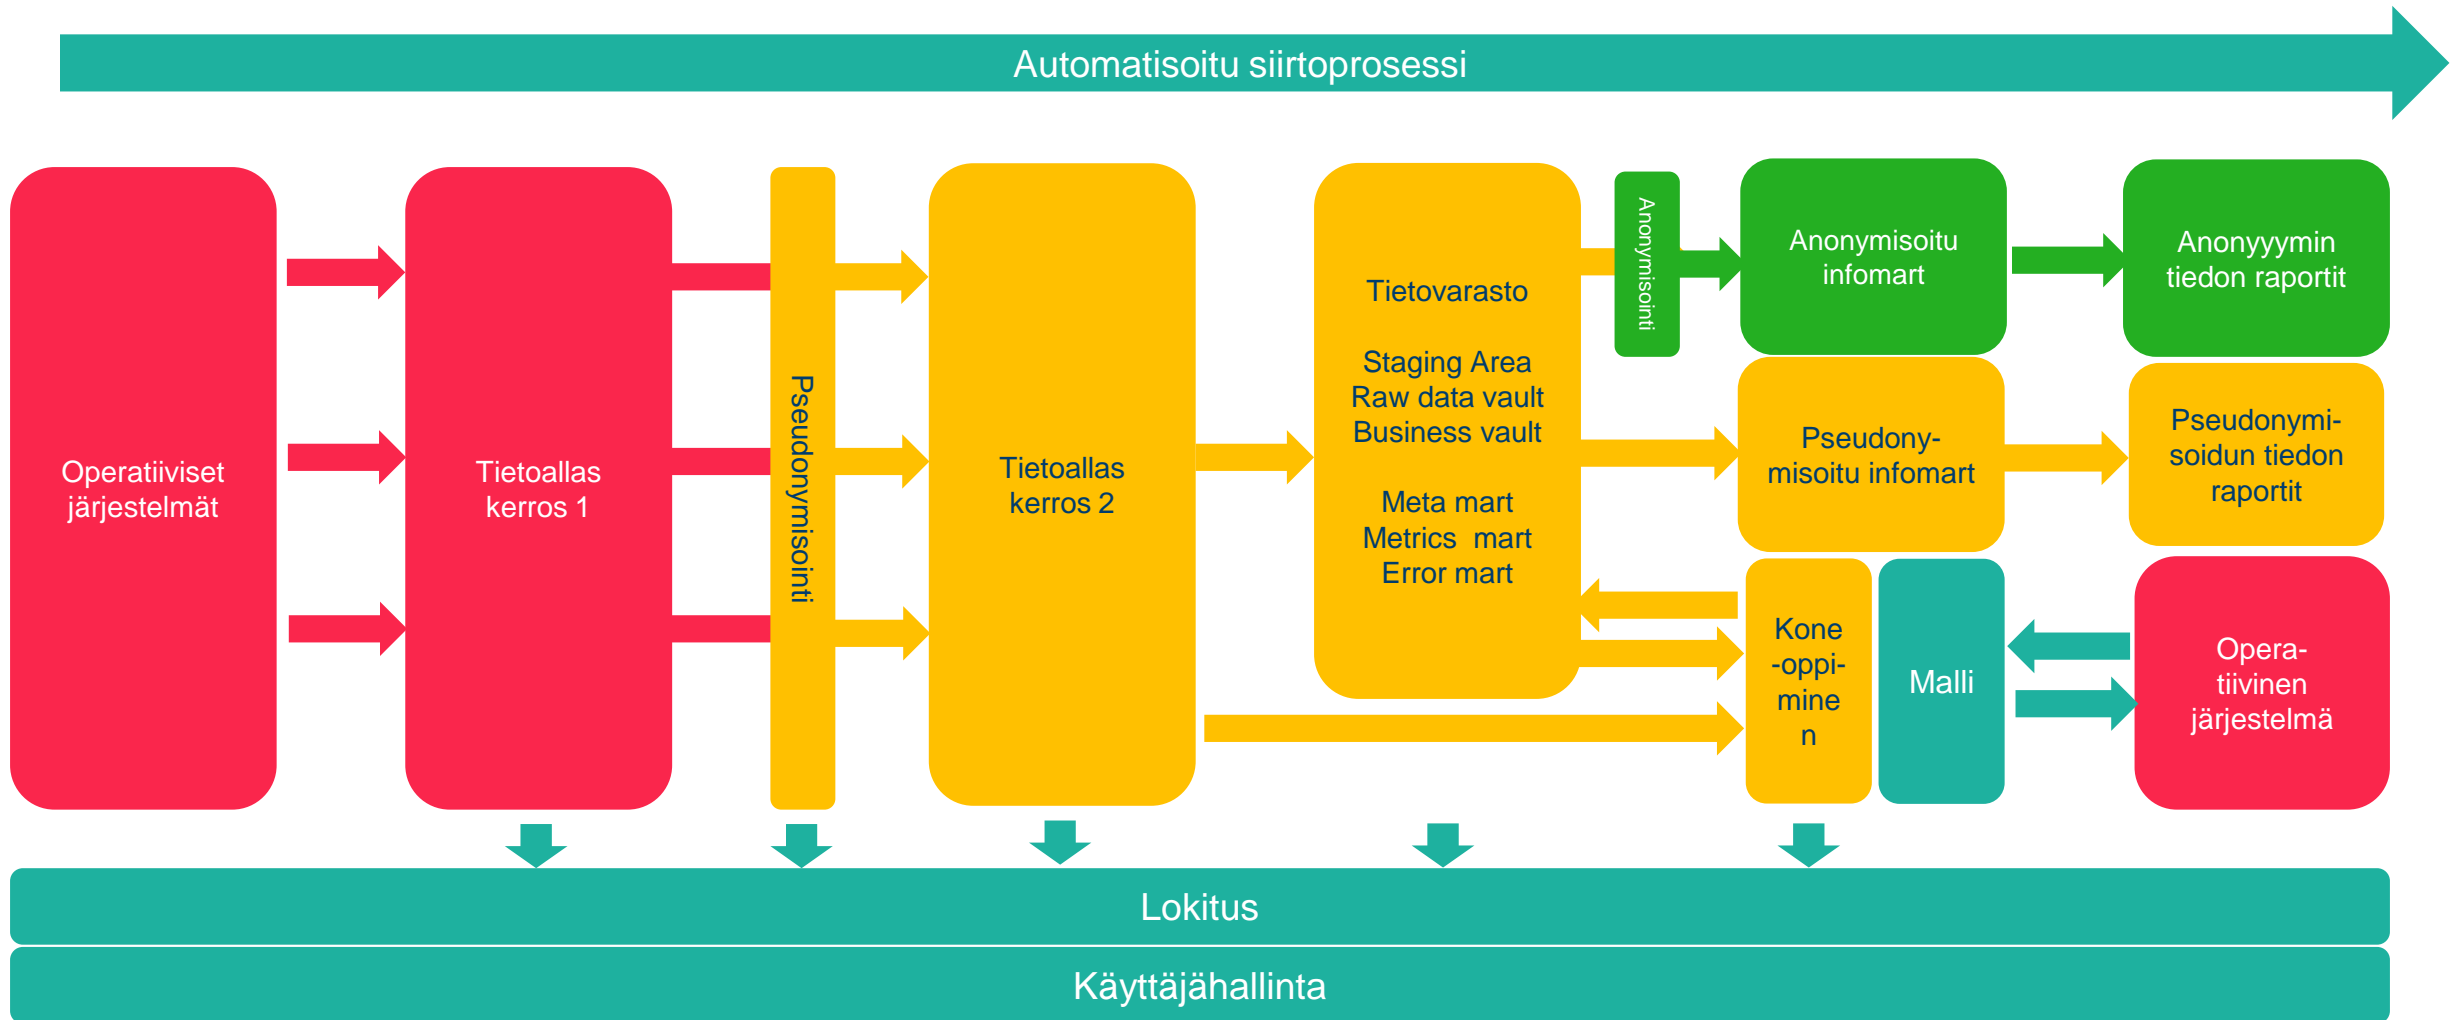 Automatisoitu siirtoprosessi
Operatiiviset
järjestelmät
Tietoallas
kerros 1
Pseudonymisointi
Tietoallas
kerros 2
Tietovarasto
Staging Area
Raw data vault
Business vault
Meta mart
Metrics  mart
Error mart
Anonymisointi
Anonymisoitu
infomart
Anonyyymin
tiedon raportit
Pseudony-
misoitu infomart
Pseudonymi-
soidun tiedon
raportit
Kone
-oppi-
mine
n
Malli
Opera-
tiivinen
järjestelmä
Lokitus
Käyttäjähallinta